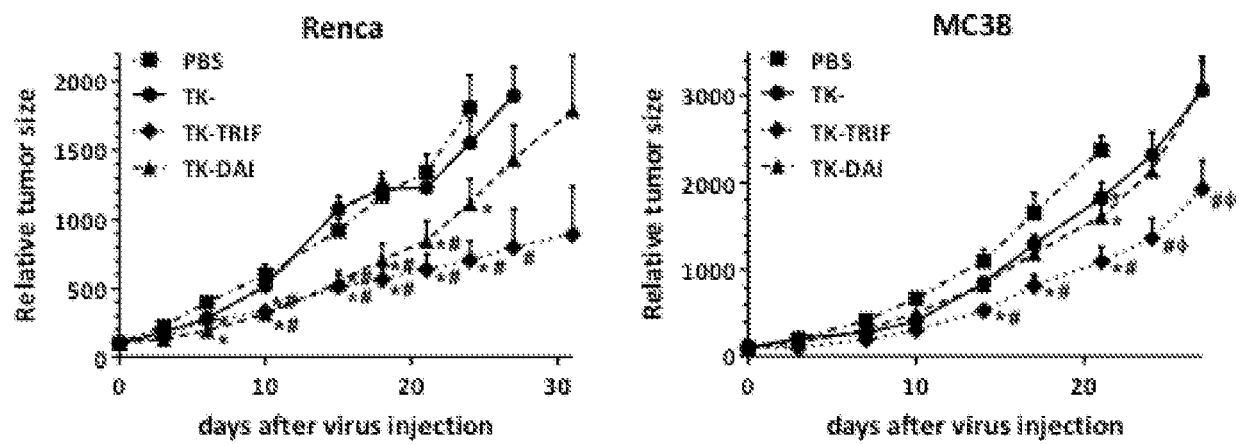 Renca
Relative tumor size
2000
1500
1000
500
0
PBS
TK-
TK-TRIF
TK-DAI
*
*
*#
*#
*#
*#
*#
*#
*#
*
*#
#
0 10 20 30
days after virus injection
MC38
Relative tumor size
3000
2000
1000
0
PBS
TK-
TK-TRIF
TK-DAI
*#
*#
*
*#
#ϕ
#ϕ
0 10 20
days after virus injection